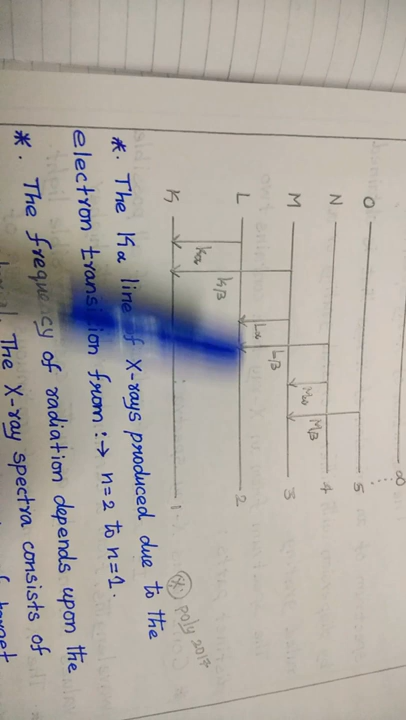 ∞
O 5
N 4
M 3
L 2
K 1
Kα Kβ Lα Lβ Mα Mβ
(*) poly 2017
*. The Kα line of X-rays produced due to the
electron transition from :→ n=2 to n=1.
*. The frequency of radiation depends upon the
The X-ray spectra consists of